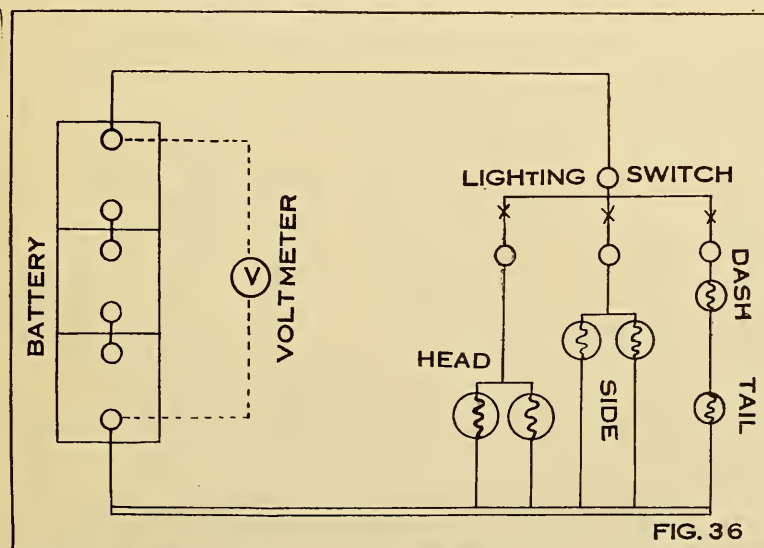 LIGHTING SWITCH
BATTERY
V
VOLTMETER
DASH
HEAD
SIDE
TAIL
FIG. 36